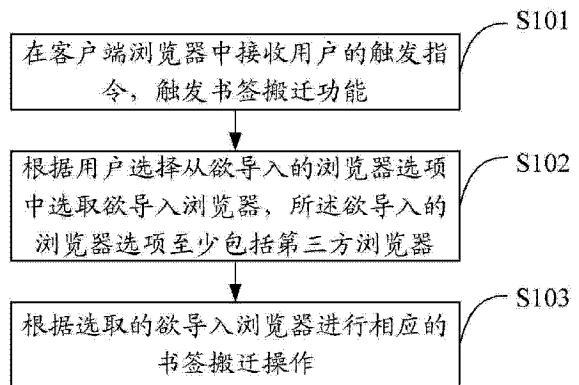 S101
在客户端浏览器中接收用户的触发指
令，触发书签搬迁功能
S102
根据用户选择从欲导入的浏览器选项
中选取欲导入浏览器，所述欲导入的
浏览器选项至少包括第三方浏览器
S103
根据选取的欲导入浏览器进行相应的
书签搬迁操作